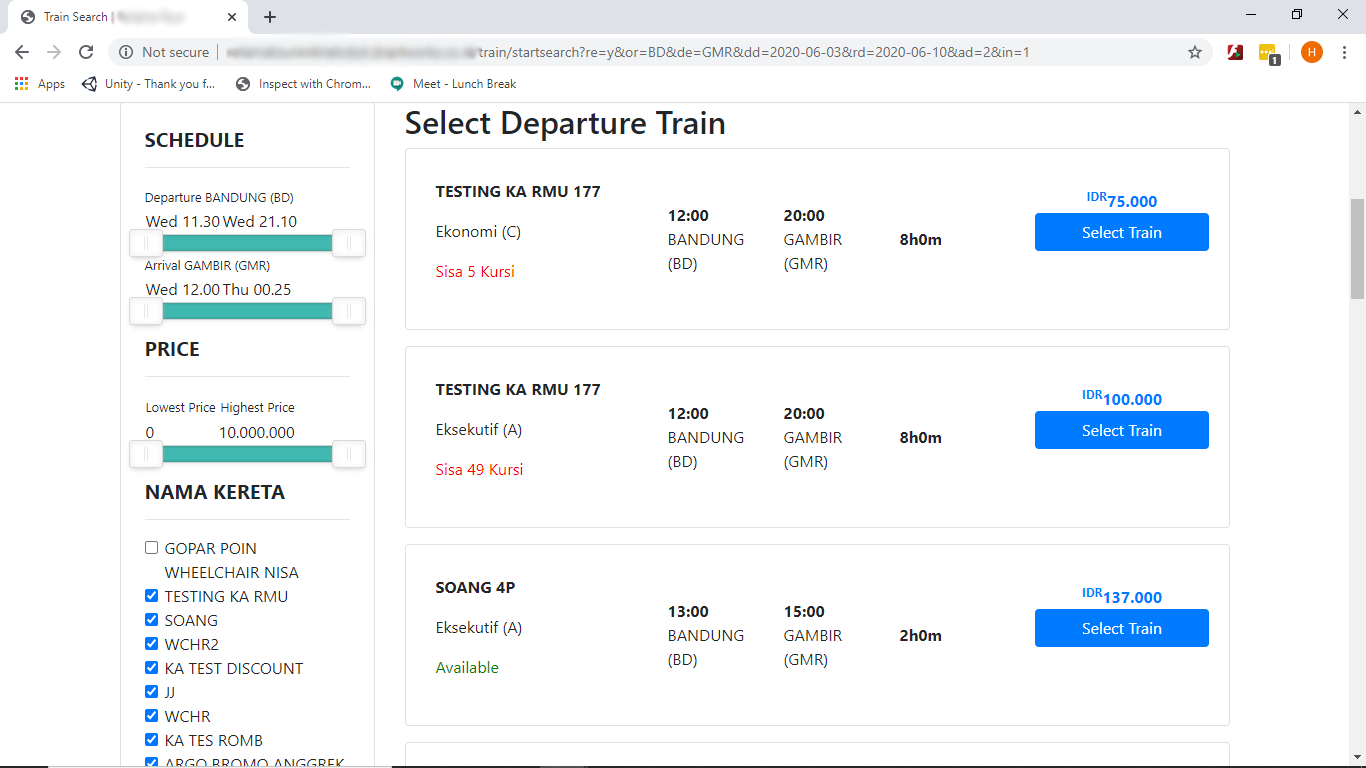 Train Search |
Not secure
train/startsearch?re=y&or=BD&de=GMR&dd=2020-06-03&rd=2020-06-10&ad=2&in=1
1
H
Apps
Unity - Thank you f...
Inspect with Chrom...
Meet - Lunch Break
SCHEDULE
Departure BANDUNG (BD)
Wed 11.30 Wed 21.10
Arrival GAMBIR (GMR)
Wed 12.00 Thu 00.25
PRICE
Lowest Price Highest Price
0 10.000.000
NAMA KERETA
GOPAR POIN
WHEELCHAIR NISA
TESTING KA RMU
SOANG
WCHR2
KA TEST DISCOUNT
JJ
WCHR
KA TES ROMB
ARGO BROMO ANGGREK
Select Departure Train
TESTING KA RMU 177
Ekonomi (C)
Sisa 5 Kursi
12:00
BANDUNG
(BD)
20:00
GAMBIR
(GMR)
8h0m
IDR75.000
Select Train
TESTING KA RMU 177
Eksekutif (A)
Sisa 49 Kursi
12:00
BANDUNG
(BD)
20:00
GAMBIR
(GMR)
8h0m
IDR100.000
Select Train
SOANG 4P
Eksekutif (A)
Available
13:00
BANDUNG
(BD)
15:00
GAMBIR
(GMR)
2h0m
IDR137.000
Select Train